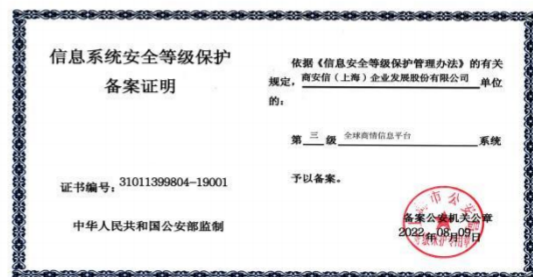 信息系统安全等级保护
备案证明
证书编号：31011399804-19001
中华人民共和国公安部监制
依据《信息安全等级保护管理办法》的有关
规定，商安信（上海）企业发展股份有限公司 单位
的：
第 三 级 全球商情信息平台 系统
予以备案。
市公安
备案公安机关公章
2022年08月09日